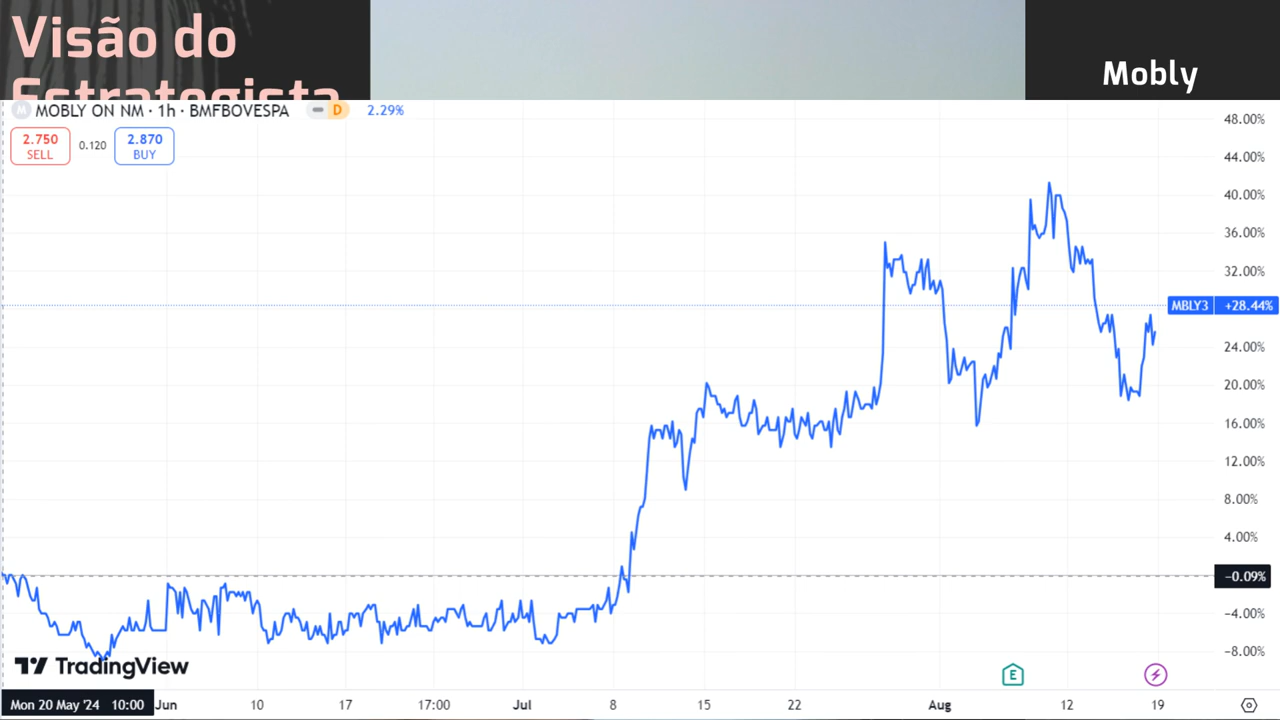 Visão do
Estrategista
Mobly
M MOBLY ON NM · 1h · BMFBOVESPA D 2.29%
2.750 SELL 0.120 2.870 BUY
48.00%
44.00%
40.00%
36.00%
32.00%
MBLY3 +28.44%
24.00%
20.00%
16.00%
12.00%
8.00%
4.00%
−0.09%
−4.00%
−8.00%
TradingView
E
Mon 20 May '24 10:00 Jun 10 17 17:00 Jul 8 15 22 Aug 12 19